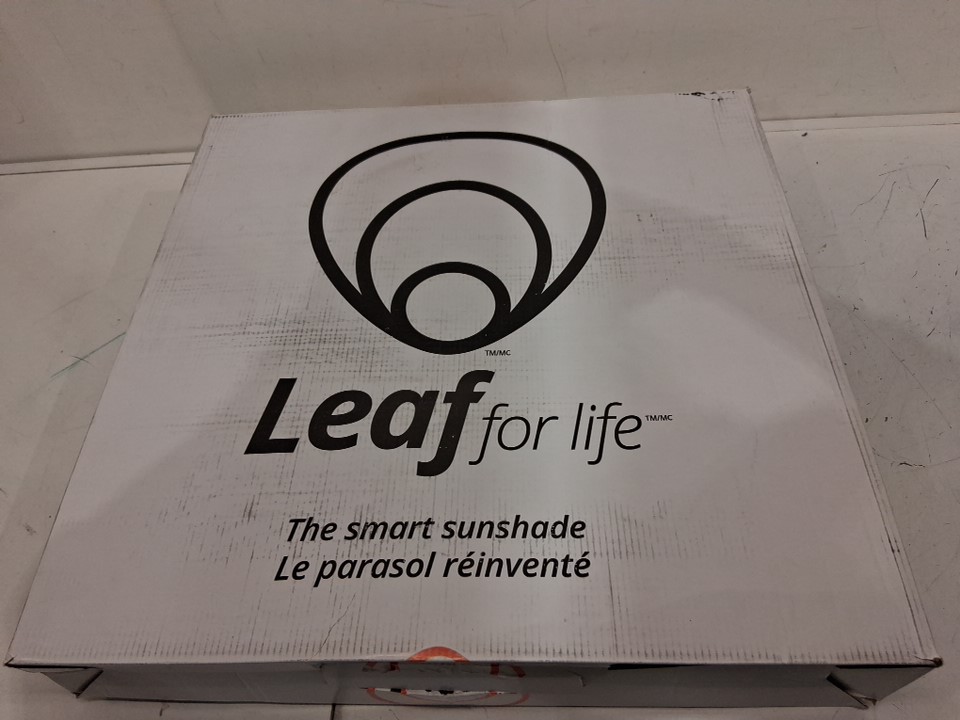 TM/MC
Leaf for life TM/MC
The smart sunshade
Le parasol réinventé